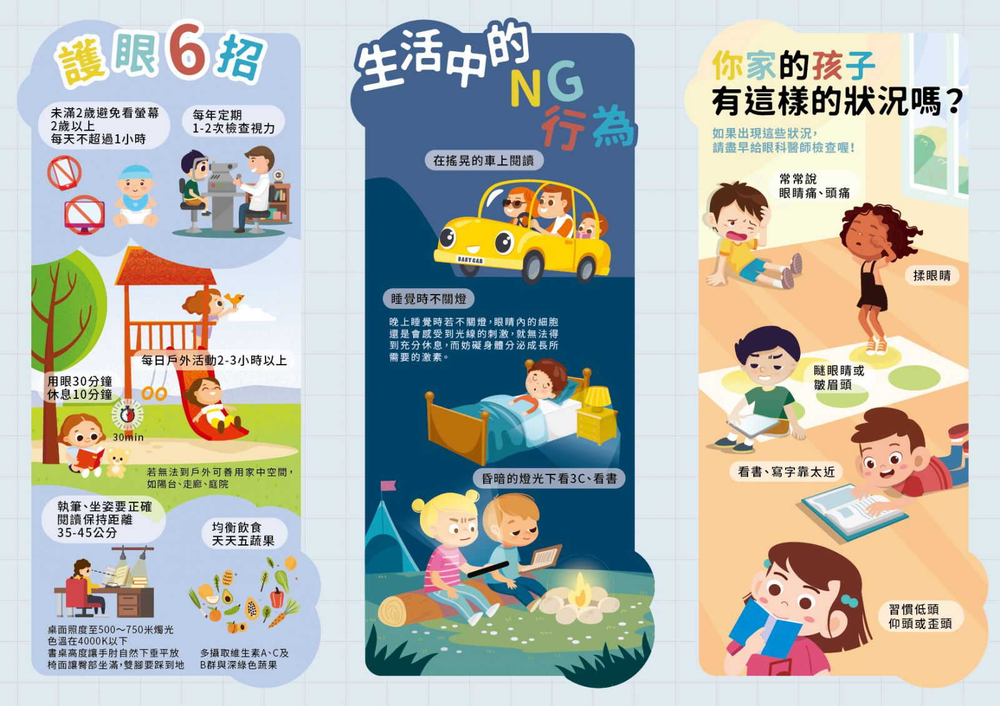 護眼6招
未滿2歲避免看螢幕
2歲以上
每天不超過1小時
每年定期
1-2次檢查視力
每日戶外活動2-3小時以上
用眼30分鐘
休息10分鐘
30min
若無法到戶外可善用家中空間，
如陽台、走廊、庭院
執筆、坐姿要正確
閱讀保持距離
35-45公分
均衡飲食
天天五蔬果
桌面照度至500～750米燭光
色溫在4000K以下
書桌高度讓手肘自然下垂平放
椅面讓臀部坐滿，雙腳要踩到地
多攝取維生素A、C及
B群與深綠色蔬果
生活中的
NG
行為
在搖晃的車上閱讀
BABY CAR
睡覺時不關燈
晚上睡覺時若不關燈，眼睛內的細胞
還是會感受到光線的刺激，就無法得
到充分休息，而妨礙身體分泌成長所
需要的激素。
昏暗的燈光下看3C、看書
你家的孩子
有這樣的狀況嗎？
如果出現這些狀況，
請盡早給眼科醫師檢查喔！
常常說
眼睛痛、頭痛
揉眼睛
瞇眼睛或
皺眉頭
看書、寫字靠太近
習慣低頭
仰頭或歪頭